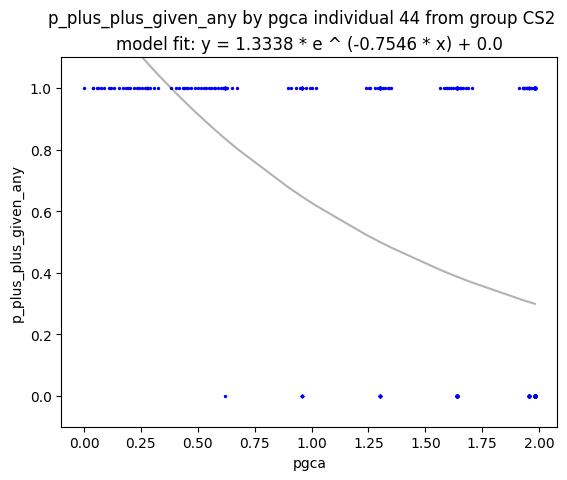 p_plus_plus_given_any by pgca individual 44 from group CS2
model fit: y = 1.3338 * e ^ (-0.7546 * x) + 0.0
p_plus_plus_given_any
1.0
0.8
0.6
0.4
0.2
0.0
0.00 0.25 0.50 0.75 1.00 1.25 1.50 1.75 2.00
pgca